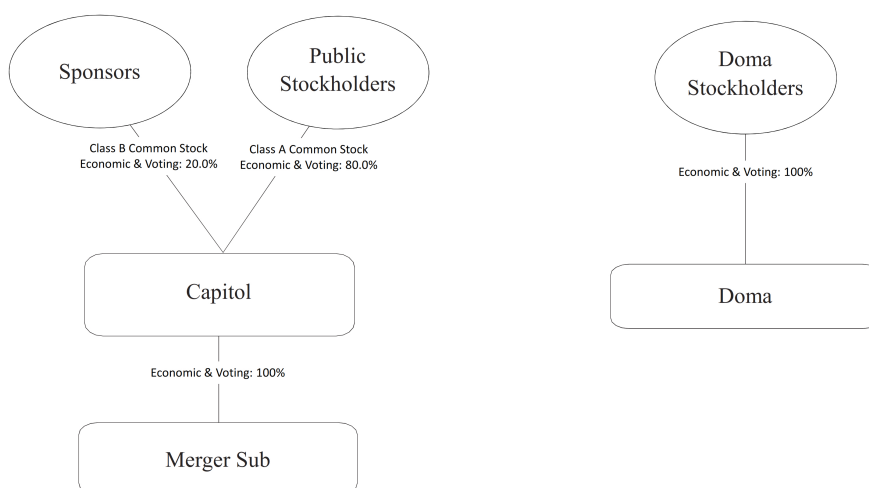 Sponsors
Public
Stockholders
Doma
Stockholders
Class B Common Stock
Economic & Voting: 20.0%
Class A Common Stock
Economic & Voting: 80.0%
Economic & Voting: 100%
Capitol
Doma
Economic & Voting: 100%
Merger Sub